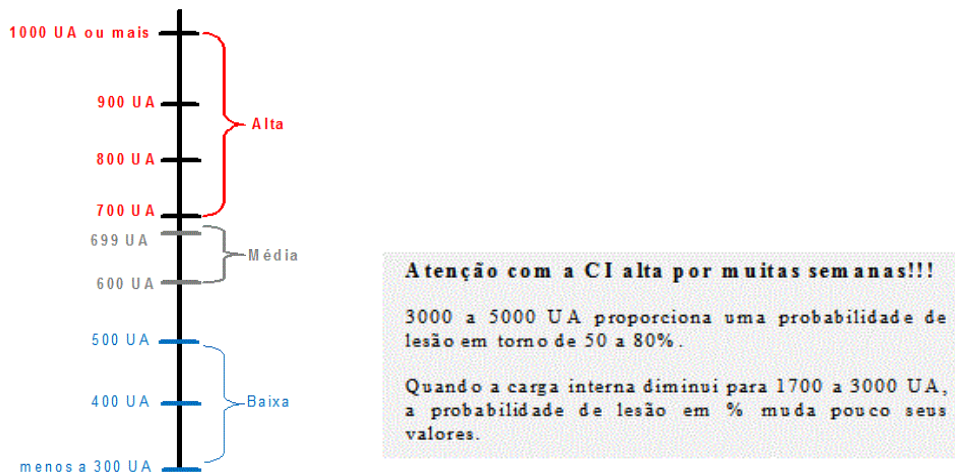 1000 UA ou mais
900 UA
Alta
800 UA
700 UA
699 UA
Média
600 UA
500 UA
400 UA
Baixa
menos a 300 UA
Atenção com a CI alta por muitas semanas!!!
3000 a 5000 UA proporciona uma probabilidade de
lesão em torno de 50 a 80%.
Quando a carga interna diminui para 1700 a 3000 UA,
a probabilidade de lesão em % muda pouco seus
valores.